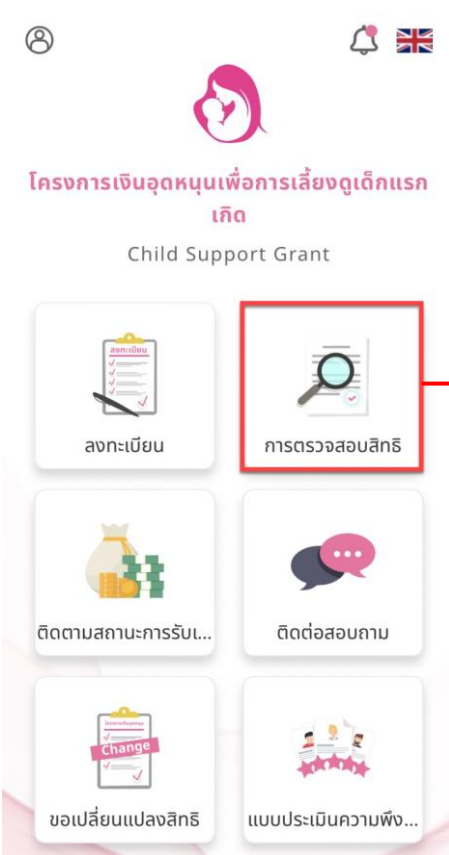 โครงการเงินอุดหนุนเพื่อการเลี้ยงดูเด็กแรก
เกิด
Child Support Grant
ลงทะเบียน
ลงทะเบียน
การตรวจสอบสิทธิ
ติดตามสถานะการรับเ...
ติดต่อสอบถาม
Change
ขอเปลี่ยนแปลงสิทธิ
แบบประเมินความพึง...